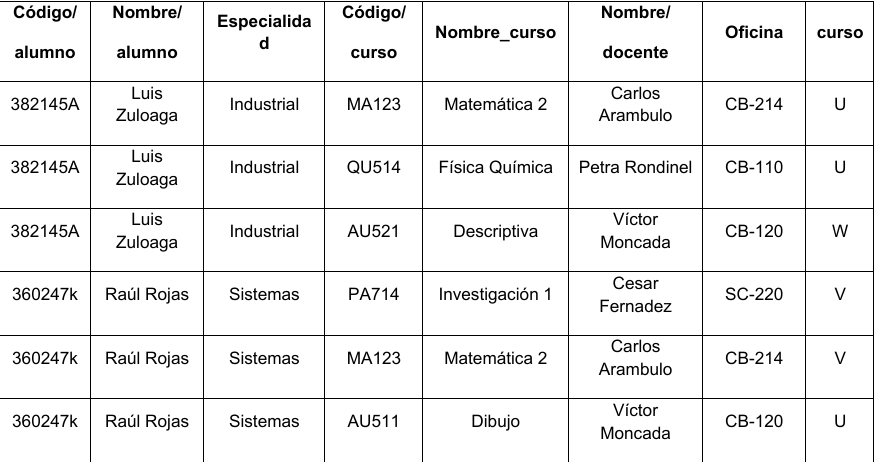 Código/
alumno
Nombre/
alumno
Especialida
d
Código/
curso
Nombre_curso
Nombre/
docente
Oficina
curso
382145A
Luis
Zuloaga
Industrial
MA123
Matemática 2
Carlos
Arambulo
CB-214
U
382145A
Luis
Zuloaga
Industrial
QU514
Física Química
Petra Rondinel
CB-110
U
382145A
Luis
Zuloaga
Industrial
AU521
Descriptiva
Víctor
Moncada
CB-120
W
360247k
Raúl Rojas
Sistemas
PA714
Investigación 1
Cesar
Fernadez
SC-220
V
360247k
Raúl Rojas
Sistemas
MA123
Matemática 2
Carlos
Arambulo
CB-214
V
360247k
Raúl Rojas
Sistemas
AU511
Dibujo
Víctor
Moncada
CB-120
U